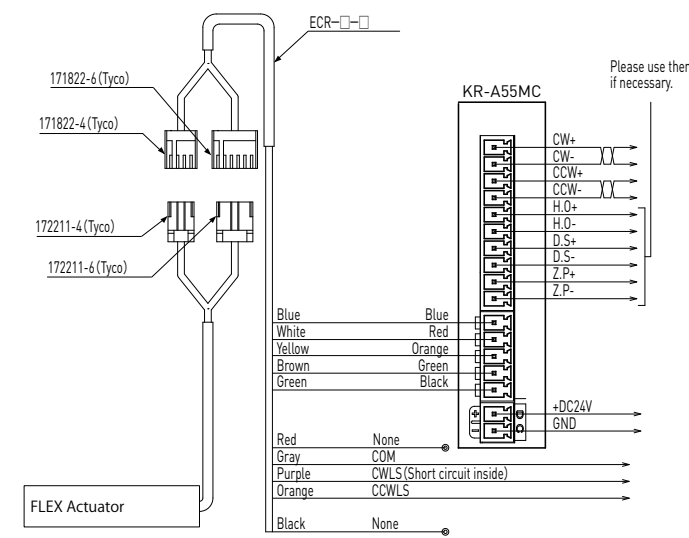 ECR-□-□
171822-6(Tyco)
171822-4(Tyco)
172211-4(Tyco)
172211-6(Tyco)
FLEX Actuator
KR-A55MC
Please use then
if necessary.
CW+
CW-
CCW+
CCW-
H.O+
H.O-
D.S+
D.S-
Z.P+
Z.P-
Blue Blue
White Red
Yellow Orange
Brown Green
Green Black
+ +DC24V
- GND
Red None
Gray COM
Purple CWLS(Short circuit inside)
Orange CCWLS
Black None